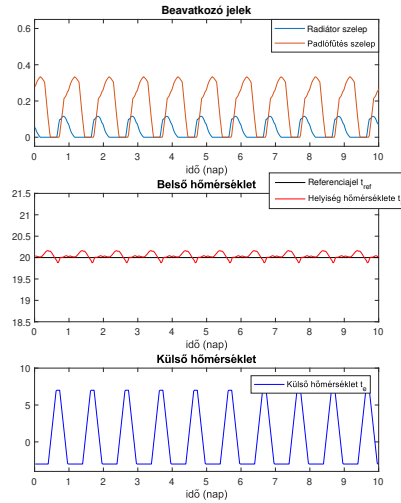 Beavatkozó jelek
0.6
0.4
0.2
0
Radiátor szelep
Padlófűtés szelep
0 1 2 3 4 5 6 7 8 9 10
idő (nap)
Belső hőmérséklet
21.5
21
20.5
20
19.5
19
18.5
Referenciajel t_ref
Helyiség hőmérséklete t
0 1 2 3 4 5 6 7 8 9 10
idő (nap)
Külső hőmérséklet
10
5
0
Külső hőmérséklet t_e
0 1 2 3 4 5 6 7 8 9 10
idő (nap)